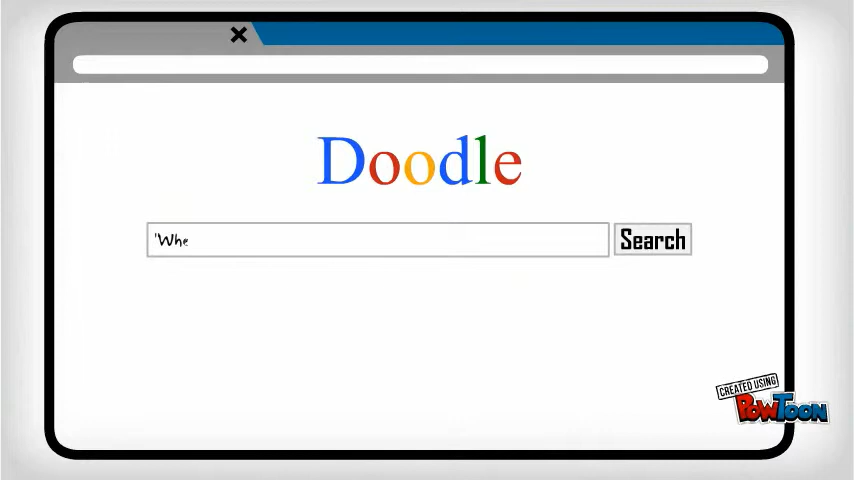 Doodle
'Whe
Search
CREATED USING
POWTOON